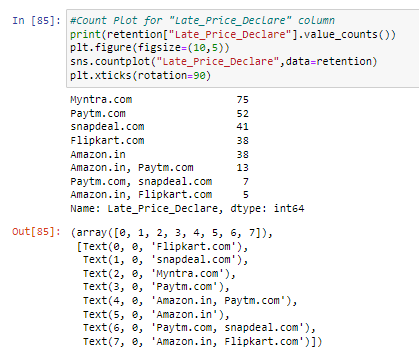 In [85]: #Count Plot for "Late_Price_Declare" column
print(retention["Late_Price_Declare"].value_counts())
plt.figure(figsize=(10,5))
sns.countplot("Late_Price_Declare",data=retention)
plt.xticks(rotation=90)
Myntra.com 75
Paytm.com 52
snapdeal.com 41
Flipkart.com 38
Amazon.in 38
Amazon.in, Paytm.com 13
Paytm.com, snapdeal.com 7
Amazon.in, Flipkart.com 5
Name: Late_Price_Declare, dtype: int64
Out[85]: (array([0, 1, 2, 3, 4, 5, 6, 7]),
[Text(0, 0, 'Flipkart.com'),
Text(1, 0, 'snapdeal.com'),
Text(2, 0, 'Myntra.com'),
Text(3, 0, 'Paytm.com'),
Text(4, 0, 'Amazon.in, Paytm.com'),
Text(5, 0, 'Amazon.in'),
Text(6, 0, 'Paytm.com, snapdeal.com'),
Text(7, 0, 'Amazon.in, Flipkart.com')])